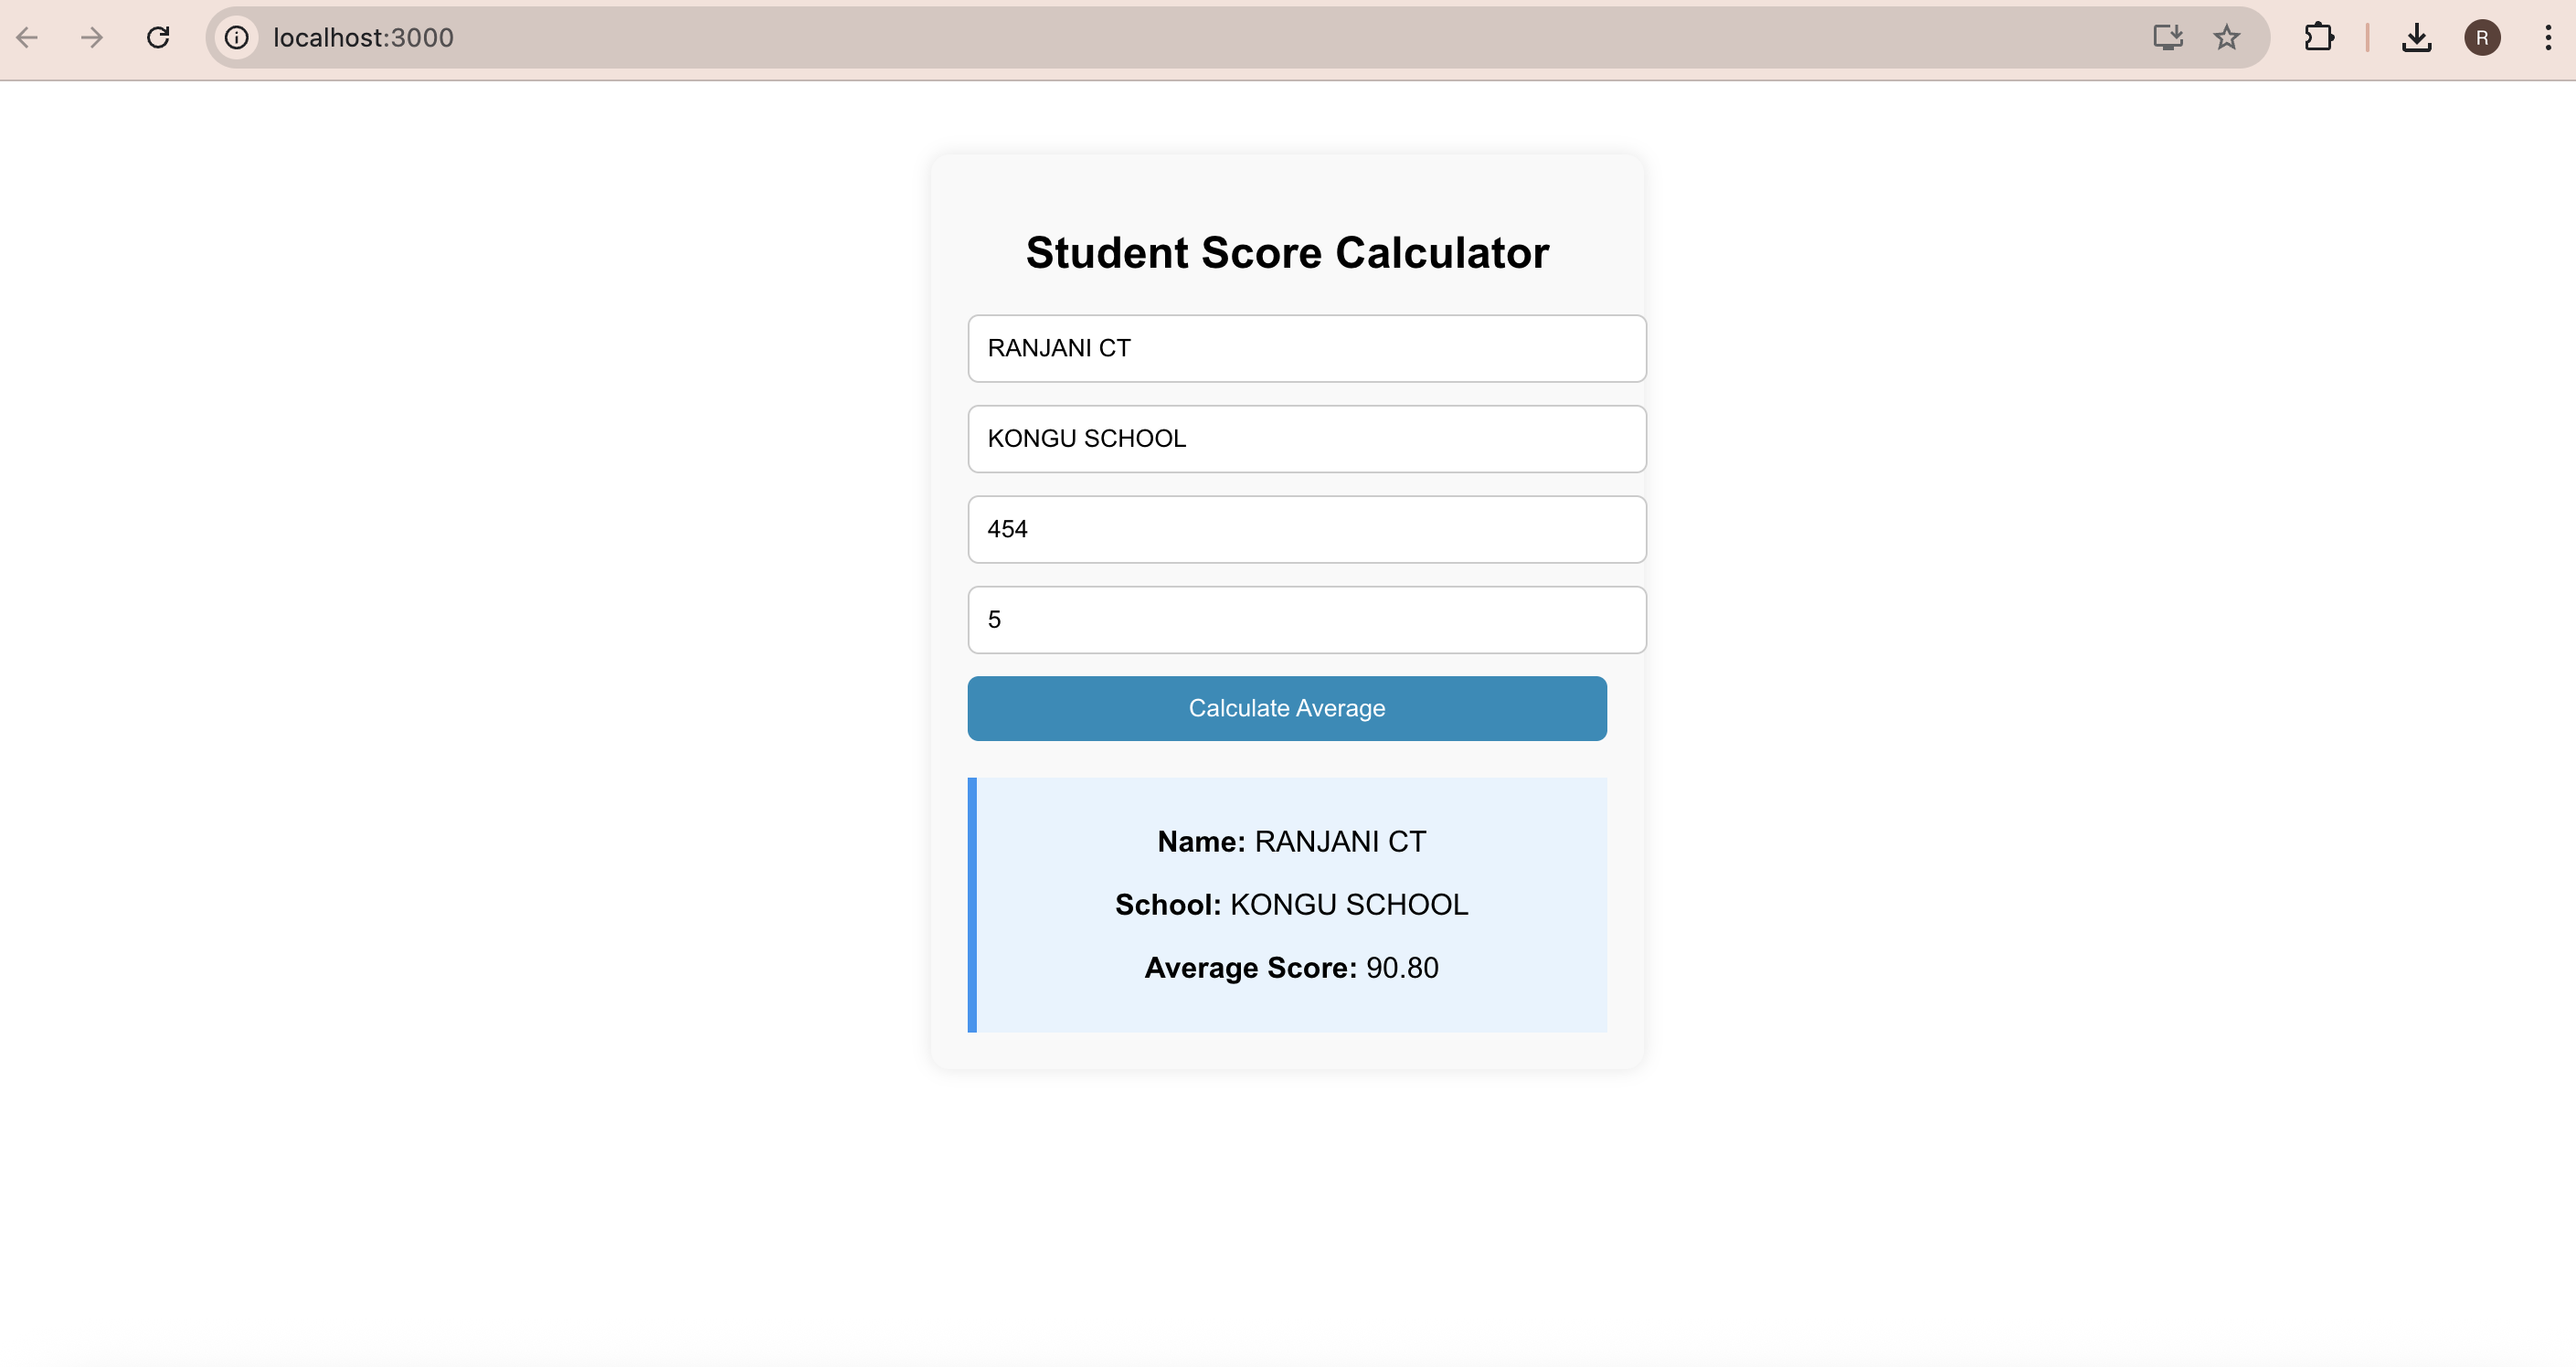 localhost:3000
R
Student Score Calculator
RANJANI CT
KONGU SCHOOL
454
5
Calculate Average
Name: RANJANI CT
School: KONGU SCHOOL
Average Score: 90.80